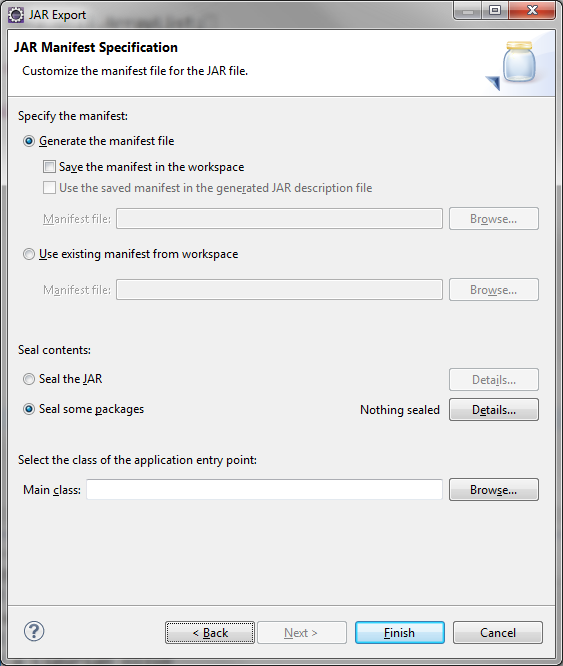 JAR Export
JAR Manifest Specification
Customize the manifest file for the JAR file.
Specify the manifest:
Generate the manifest file
Save the manifest in the workspace
Use the saved manifest in the generated JAR description file
Manifest file: Browse...
Use existing manifest from workspace
Manifest file: Browse...
Seal contents:
Seal the JAR Details...
Seal some packages Nothing sealed Details...
Select the class of the application entry point:
Main class: Browse...
? < Back Next > Finish Cancel